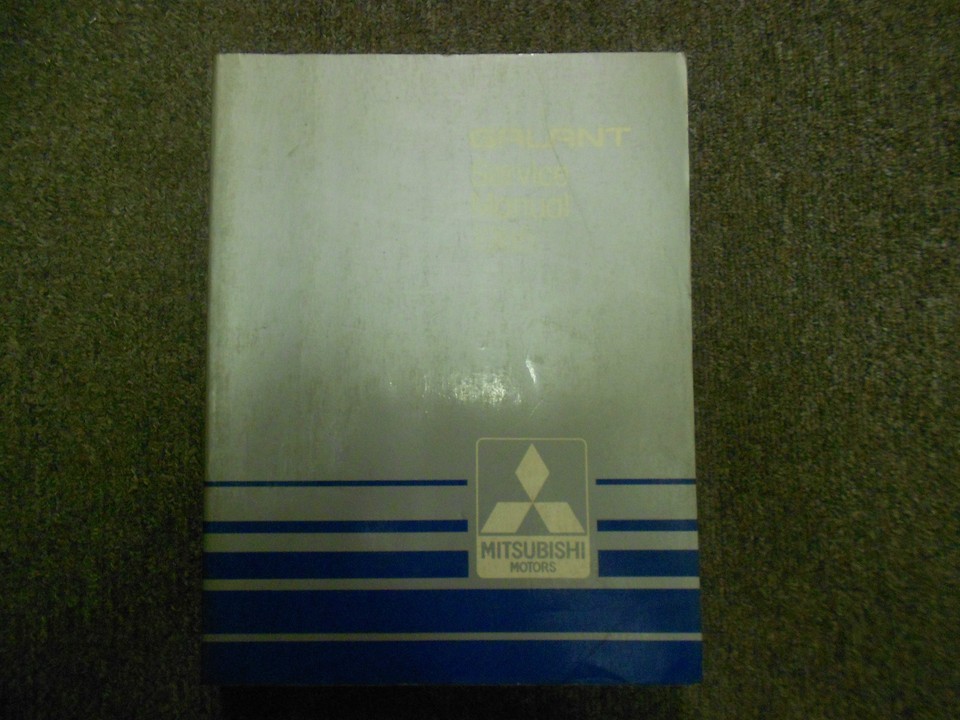 GALANT
Service
Manual
MITSUBISHI
MOTORS